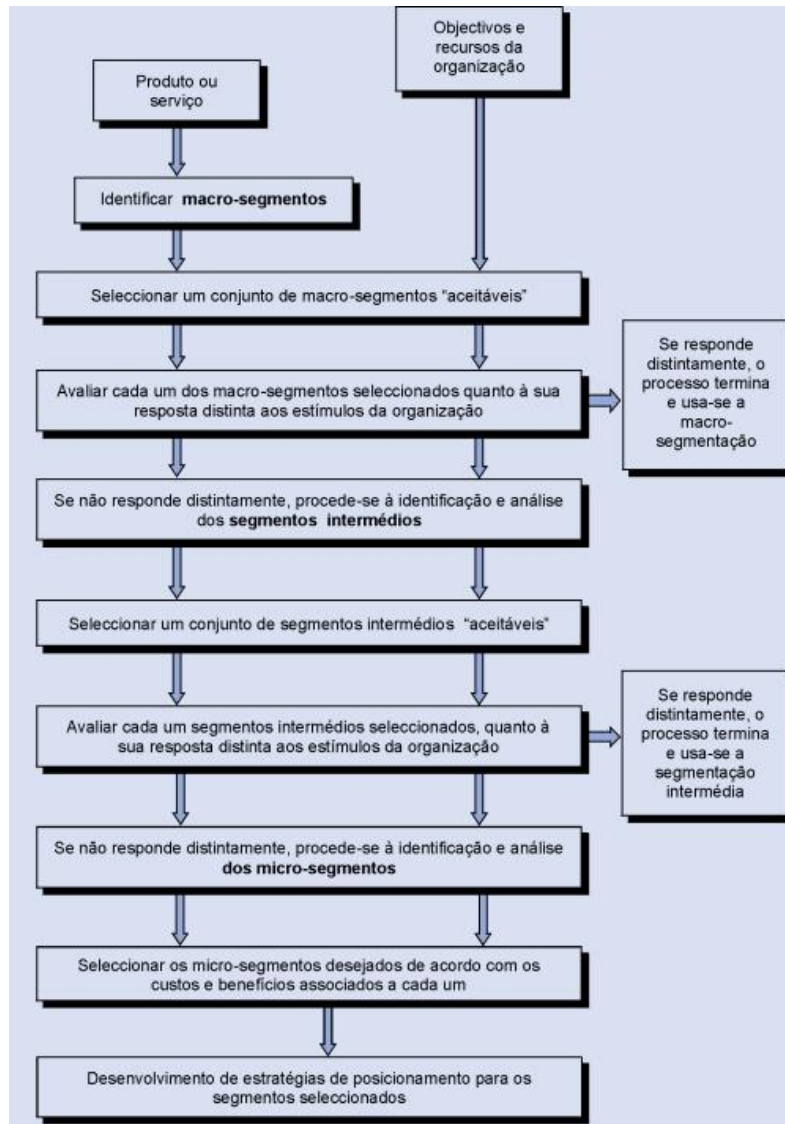 Objectivos e
recursos da
organização
Produto ou
serviço
Identificar macro-segmentos
Seleccionar um conjunto de macro-segmentos “aceitáveis”
Avaliar cada um dos macro-segmentos seleccionados quanto à sua
resposta distinta aos estímulos da organização
Se responde
distintamente, o
processo termina
e usa-se a
macro-
segmentação
Se não responde distintamente, procede-se à identificação e análise
dos segmentos intermédios
Seleccionar um conjunto de segmentos intermédios “aceitáveis”
Avaliar cada um segmentos intermédios seleccionados, quanto à
sua resposta distinta aos estímulos da organização
Se responde
distintamente, o
processo termina
e usa-se a
segmentação
intermédia
Se não responde distintamente, procede-se à identificação e análise
dos micro-segmentos
Seleccionar os micro-segmentos desejados de acordo com os
custos e benefícios associados a cada um
Desenvolvimento de estratégias de posicionamento para os
segmentos seleccionados